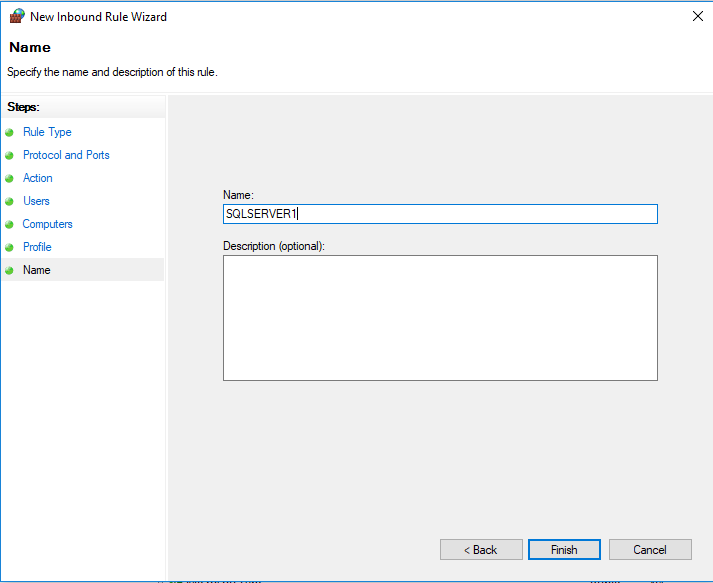 New Inbound Rule Wizard
Name
Specify the name and description of this rule.
Steps:
Rule Type
Protocol and Ports
Action
Users
Computers
Profile
Name
Name:
SQLSERVER1
Description (optional):
< Back
Finish
Cancel